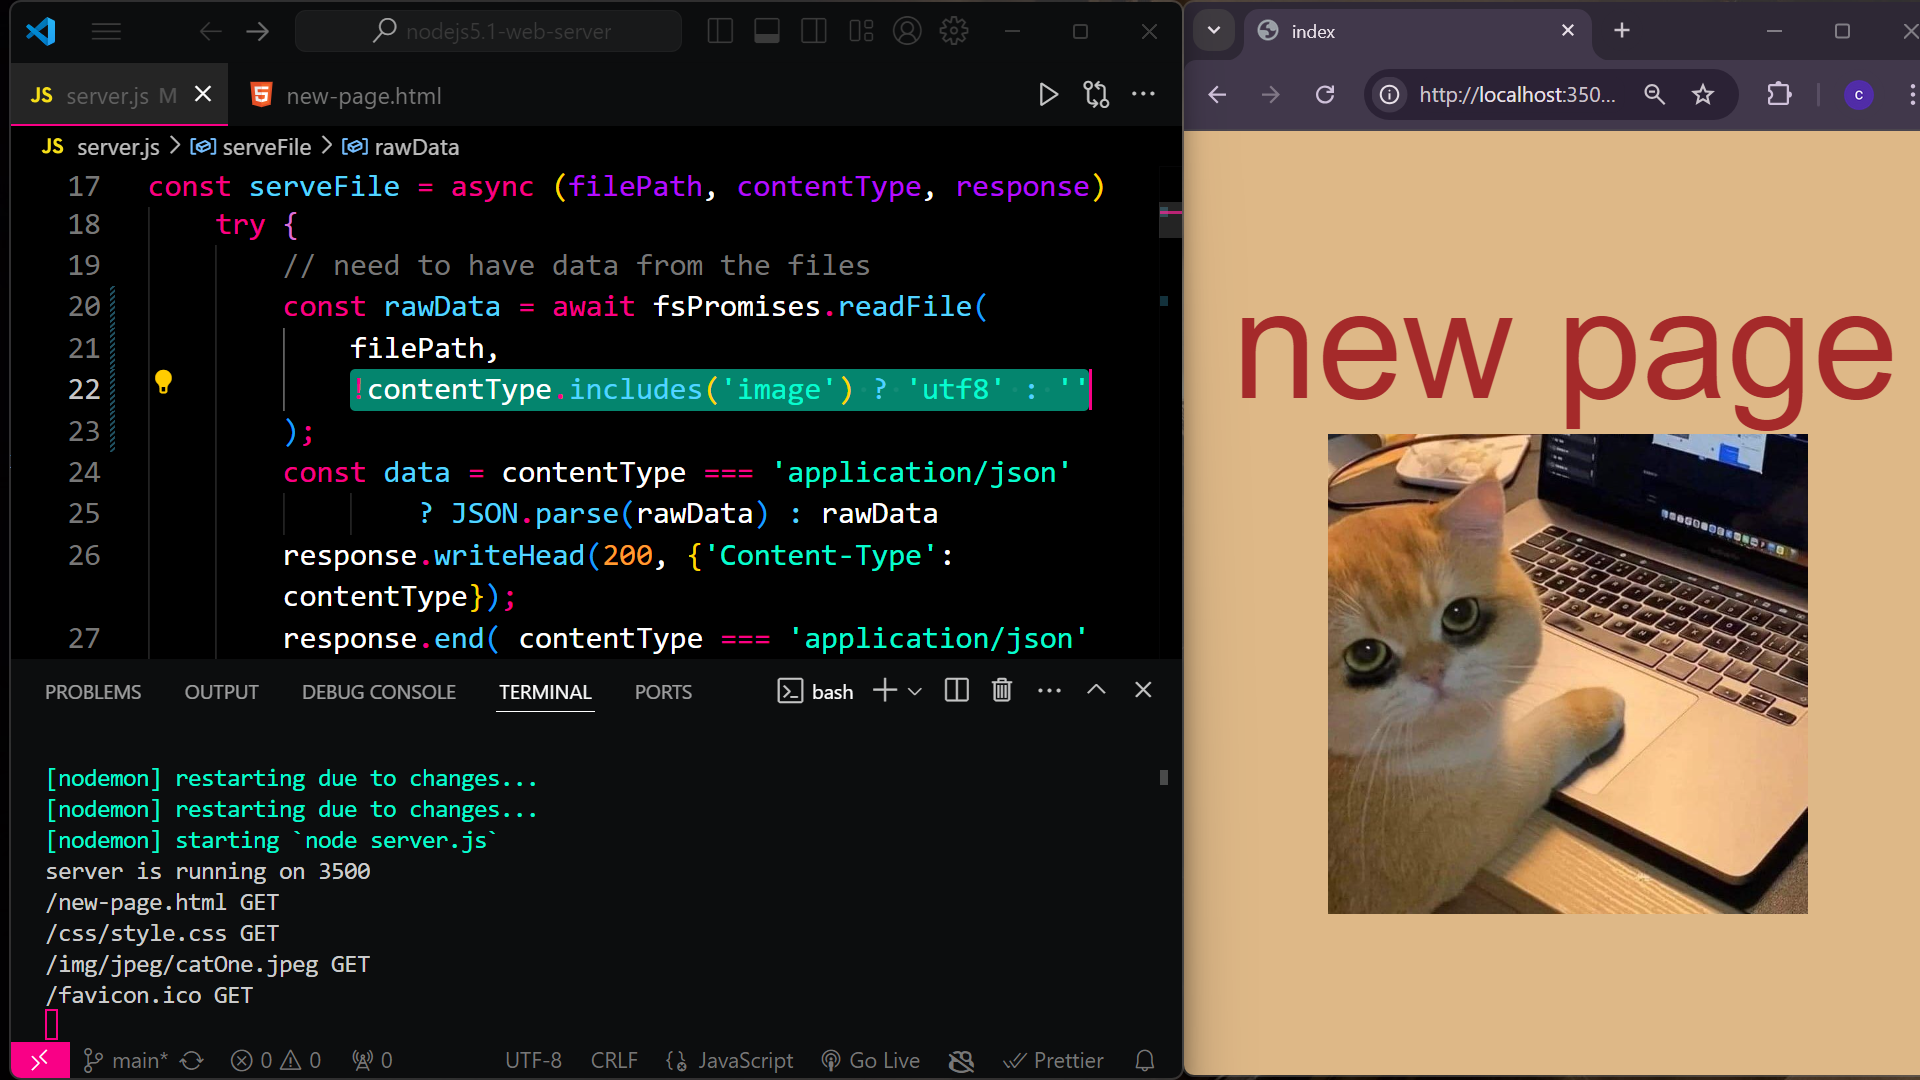 nodejs5.1-web-server
JS server.js M
new-page.html
JS server.js > serveFile > rawData
17 const serveFile = async (filePath, contentType, response)
18 try {
19 // need to have data from the files
20 const rawData = await fsPromises.readFile(
21 filePath,
22 !contentType.includes('image') ? 'utf8' : ''
23 );
24 const data = contentType === 'application/json'
25 ? JSON.parse(rawData) : rawData
26 response.writeHead(200, {'Content-Type':
contentType});
27 response.end( contentType === 'application/json'
PROBLEMS OUTPUT DEBUG CONSOLE TERMINAL PORTS bash
[nodemon] restarting due to changes...
[nodemon] restarting due to changes...
[nodemon] starting `node server.js`
server is running on 3500
/new-page.html GET
/css/style.css GET
/img/jpeg/catOne.jpeg GET
/favicon.ico GET
main* 0 0 0 UTF-8 CRLF JavaScript Go Live Prettier
index
http://localhost:350...
c
new page